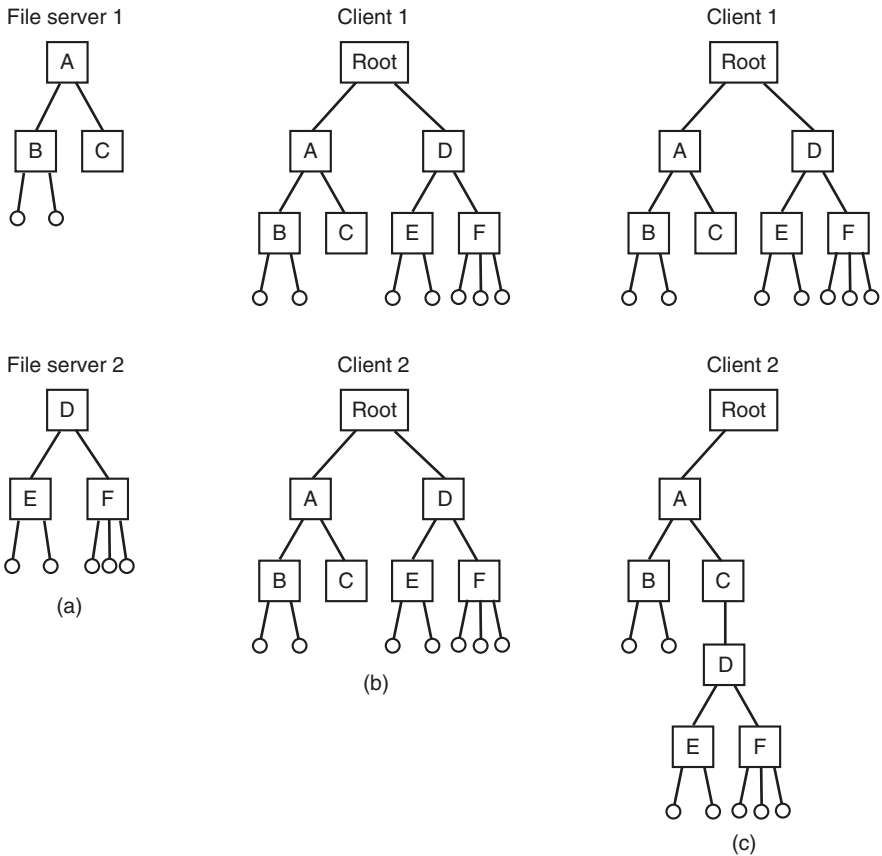 File server 1 Client 1 Client 1
A Root Root
B C A D A D
B C E F B C E F
File server 2 Client 2 Client 2
D Root Root
E F A D A
B C E F B C
(a)
D
(b)
E F
(c)